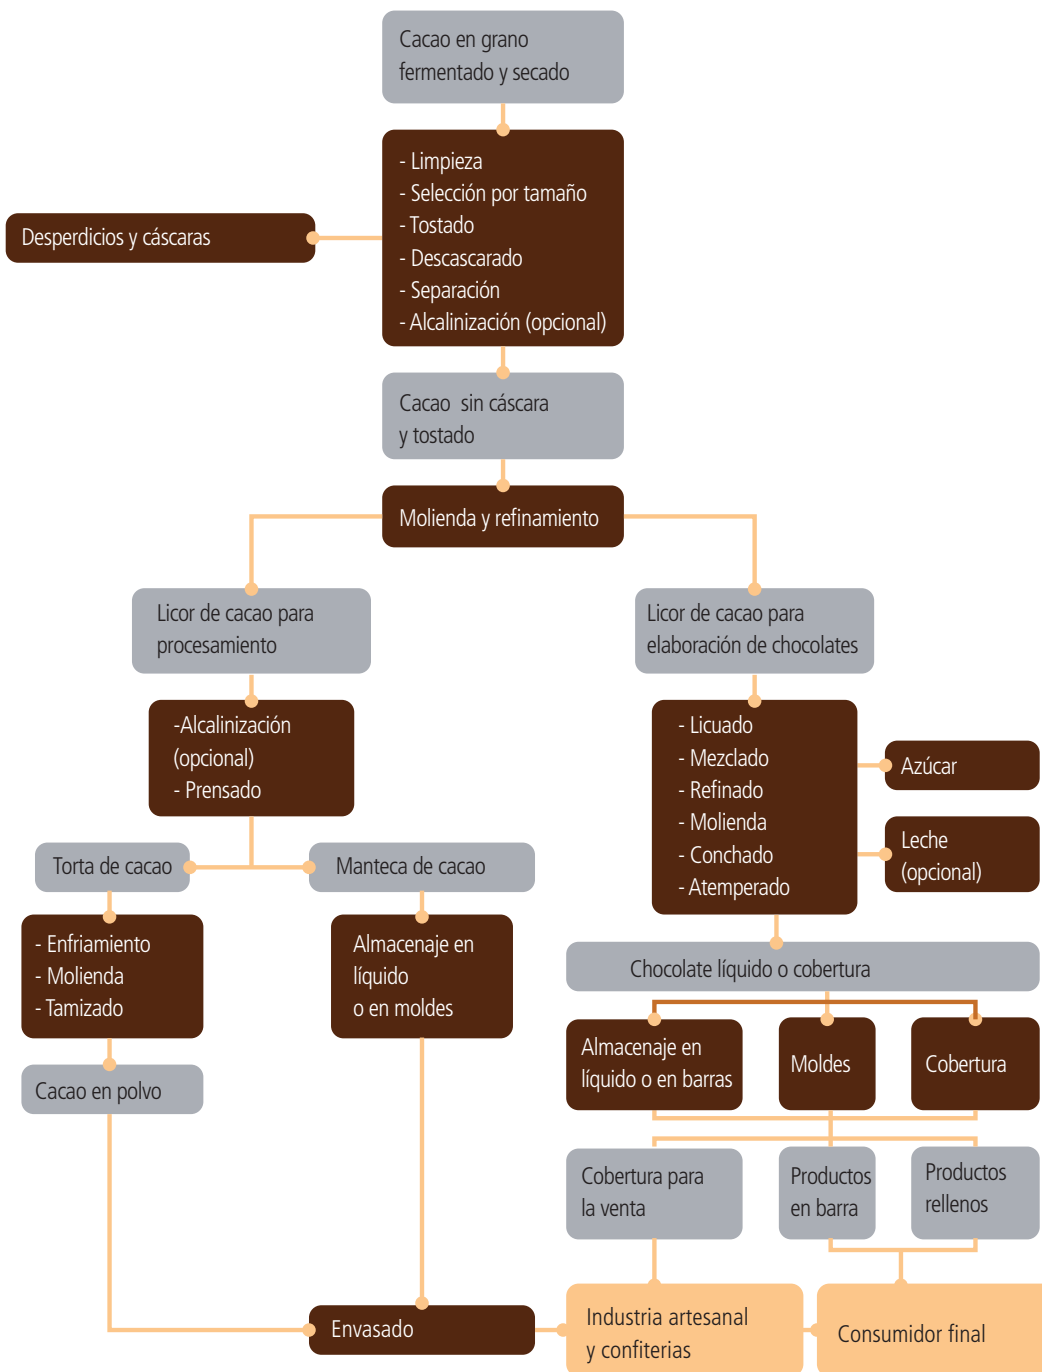 Cacao en grano
fermentado y secado
- Limpieza
- Selección por tamaño
- Tostado
- Descascarado
- Separación
- Alcalinización (opcional)
Desperdicios y cáscaras
Cacao sin cáscara
y tostado
Molienda y refinamiento
Licor de cacao para
procesamiento
Licor de cacao para
elaboración de chocolates
-Alcalinización
(opcional)
- Prensado
- Licuado
- Mezclado
- Refinado
- Molienda
- Conchado
- Atemperado
Azúcar
Leche
(opcional)
Torta de cacao
Manteca de cacao
- Enfriamiento
- Molienda
- Tamizado
Almacenaje en
líquido
o en moldes
Chocolate líquido o cobertura
Almacenaje en
líquido o en barras
Moldes
Cobertura
Cacao en polvo
Cobertura para
la venta
Productos
en barra
Productos
rellenos
Envasado
Industria artesanal
y confiterias
Consumidor final